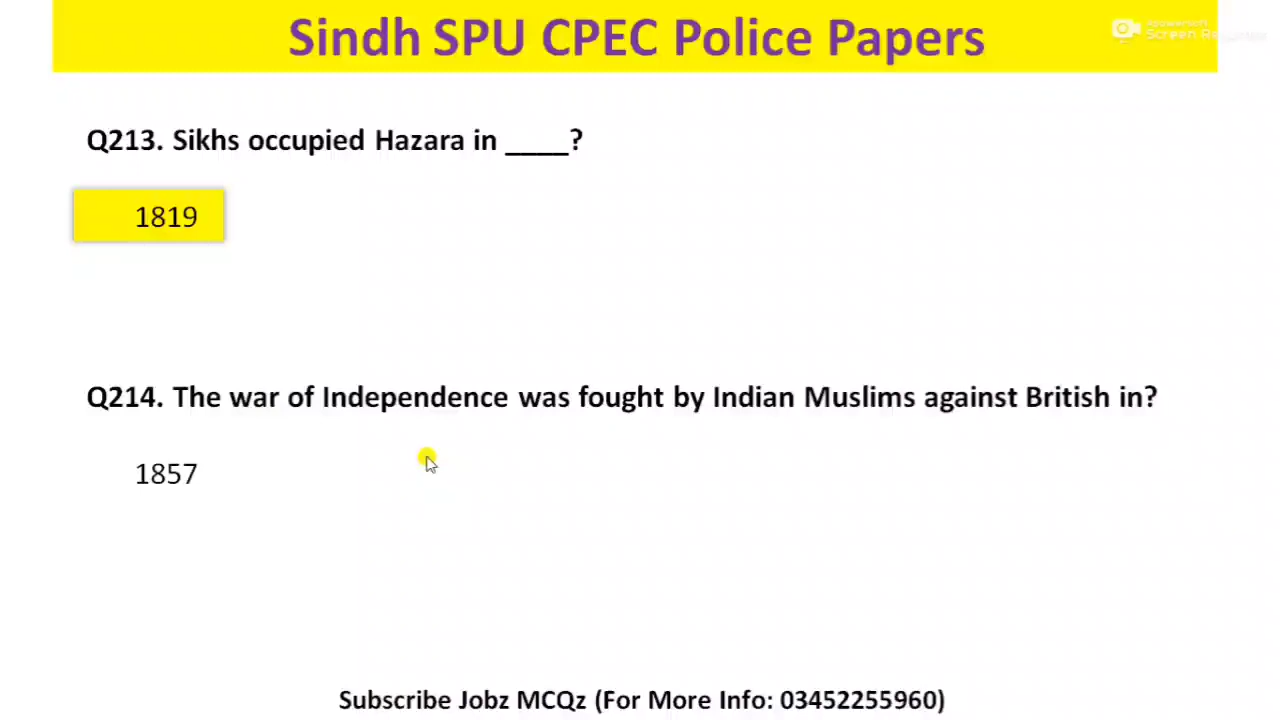 Sindh SPU CPEC Police Papers
Q213. Sikhs occupied Hazara in ____?
1819
Q214. The war of Independence was fought by Indian Muslims against British in?
1857
Subscribe Jobz MCQz (For More Info: 03452255960)